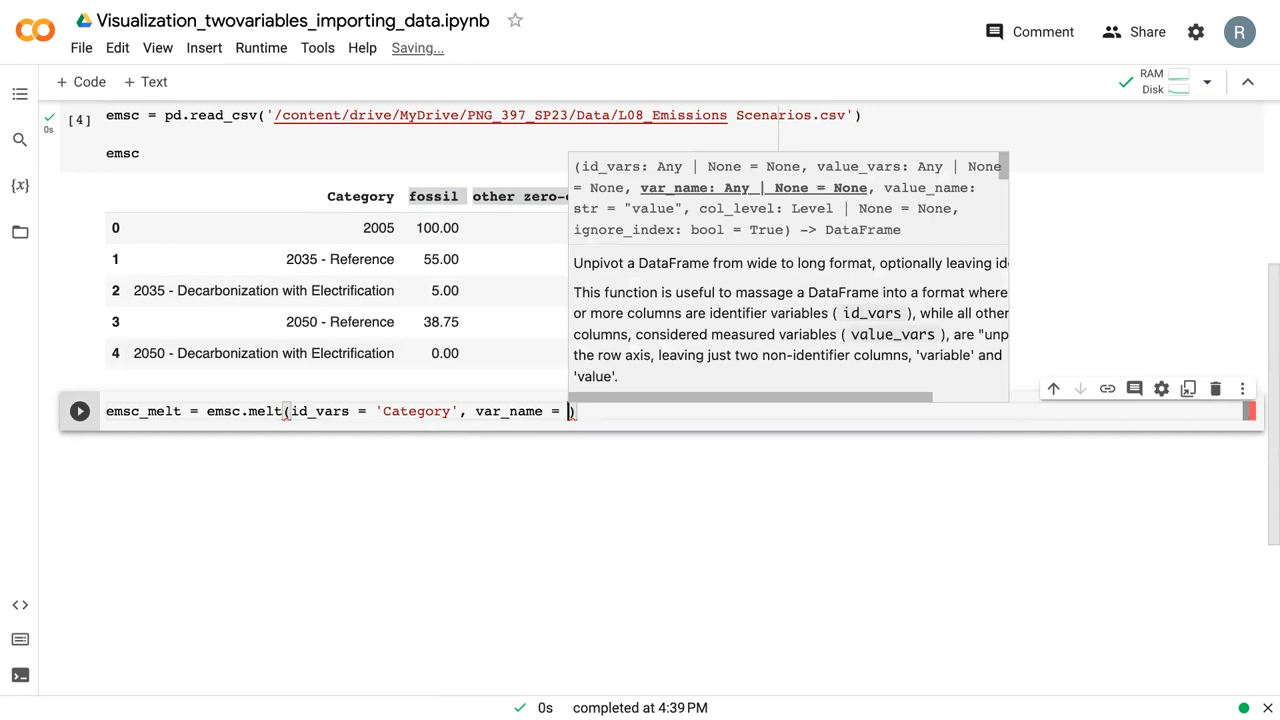 Visualization_twovariables_importing_data.ipynb
Comment
Share
R
File Edit View Insert Runtime Tools Help Saving...
+ Code + Text
RAM
Disk
[4]
0s
emsc = pd.read_csv('/content/drive/MyDrive/PNG_397_SP23/Data/L08_Emissions Scenarios.csv')
emsc
Category fossil other zero-
0 2005 100.00
1 2035 - Reference 55.00
2 2035 - Decarbonization with Electrification 5.00
3 2050 - Reference 38.75
4 2050 - Decarbonization with Electrification 0.00
(id_vars: Any | None = None, value_vars: Any | None
= None, var_name: Any | None = None, value_name:
str = "value", col_level: Level | None = None,
ignore_index: bool = True) -> DataFrame
Unpivot a DataFrame from wide to long format, optionally leaving id
This function is useful to massage a DataFrame into a format where
or more columns are identifier variables ( id_vars ), while all other
columns, considered measured variables ( value_vars ), are "unp
the row axis, leaving just two non-identifier columns, 'variable' and
'value'.
emsc_melt = emsc.melt(id_vars = 'Category', var_name = )
0s completed at 4:39 PM